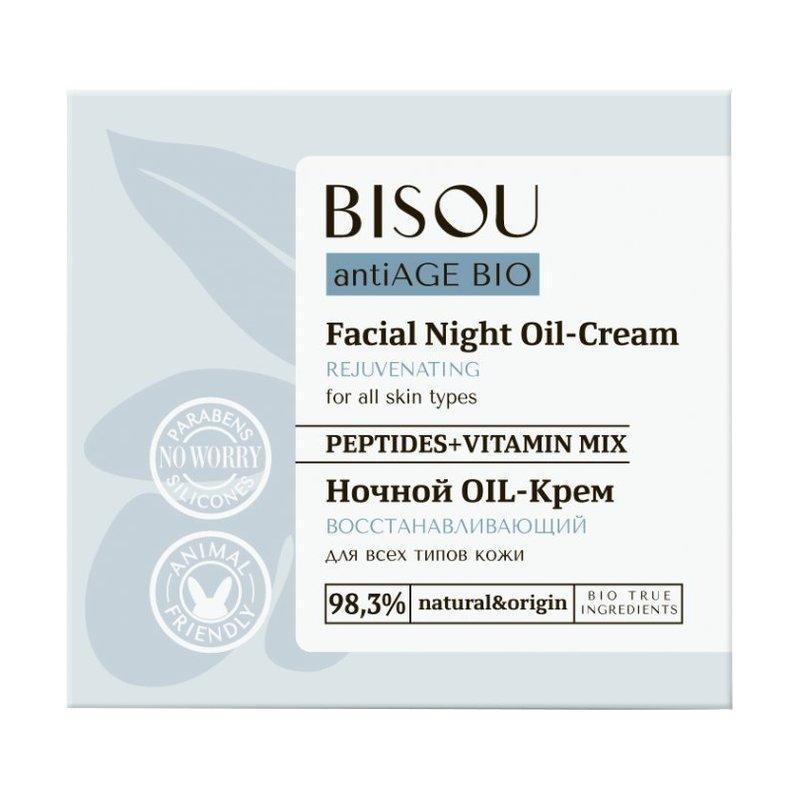 BISOU
antiAGE BIO
Facial Night Oil-Cream
REJUVENATING
for all skin types
PEPTIDES+VITAMIN MIX
Ночной OIL-Крем
ВОССТАНАВЛИВАЮЩИЙ
для всех типов кожи
98,3% natural&origin BIO TRUE
INGREDIENTS
PARABENS
NO WORRY
SILICONES
ANIMAL
FRIENDLY